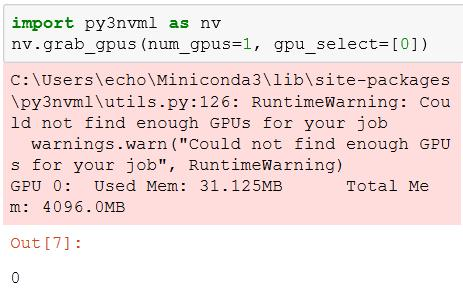 import py3nvml as nv
nv.grab_gpus(num_gpus=1, gpu_select=[0])
C:\Users\echo\Miniconda3\lib\site-packages
\py3nvml\utils.py:126: RuntimeWarning: Cou
ld not find enough GPUs for your job
  warnings.warn("Could not find enough GPU
s for your job", RuntimeWarning)
GPU 0:  Used Mem: 31.125MB      Total Me
m: 4096.0MB
Out[7]:
0